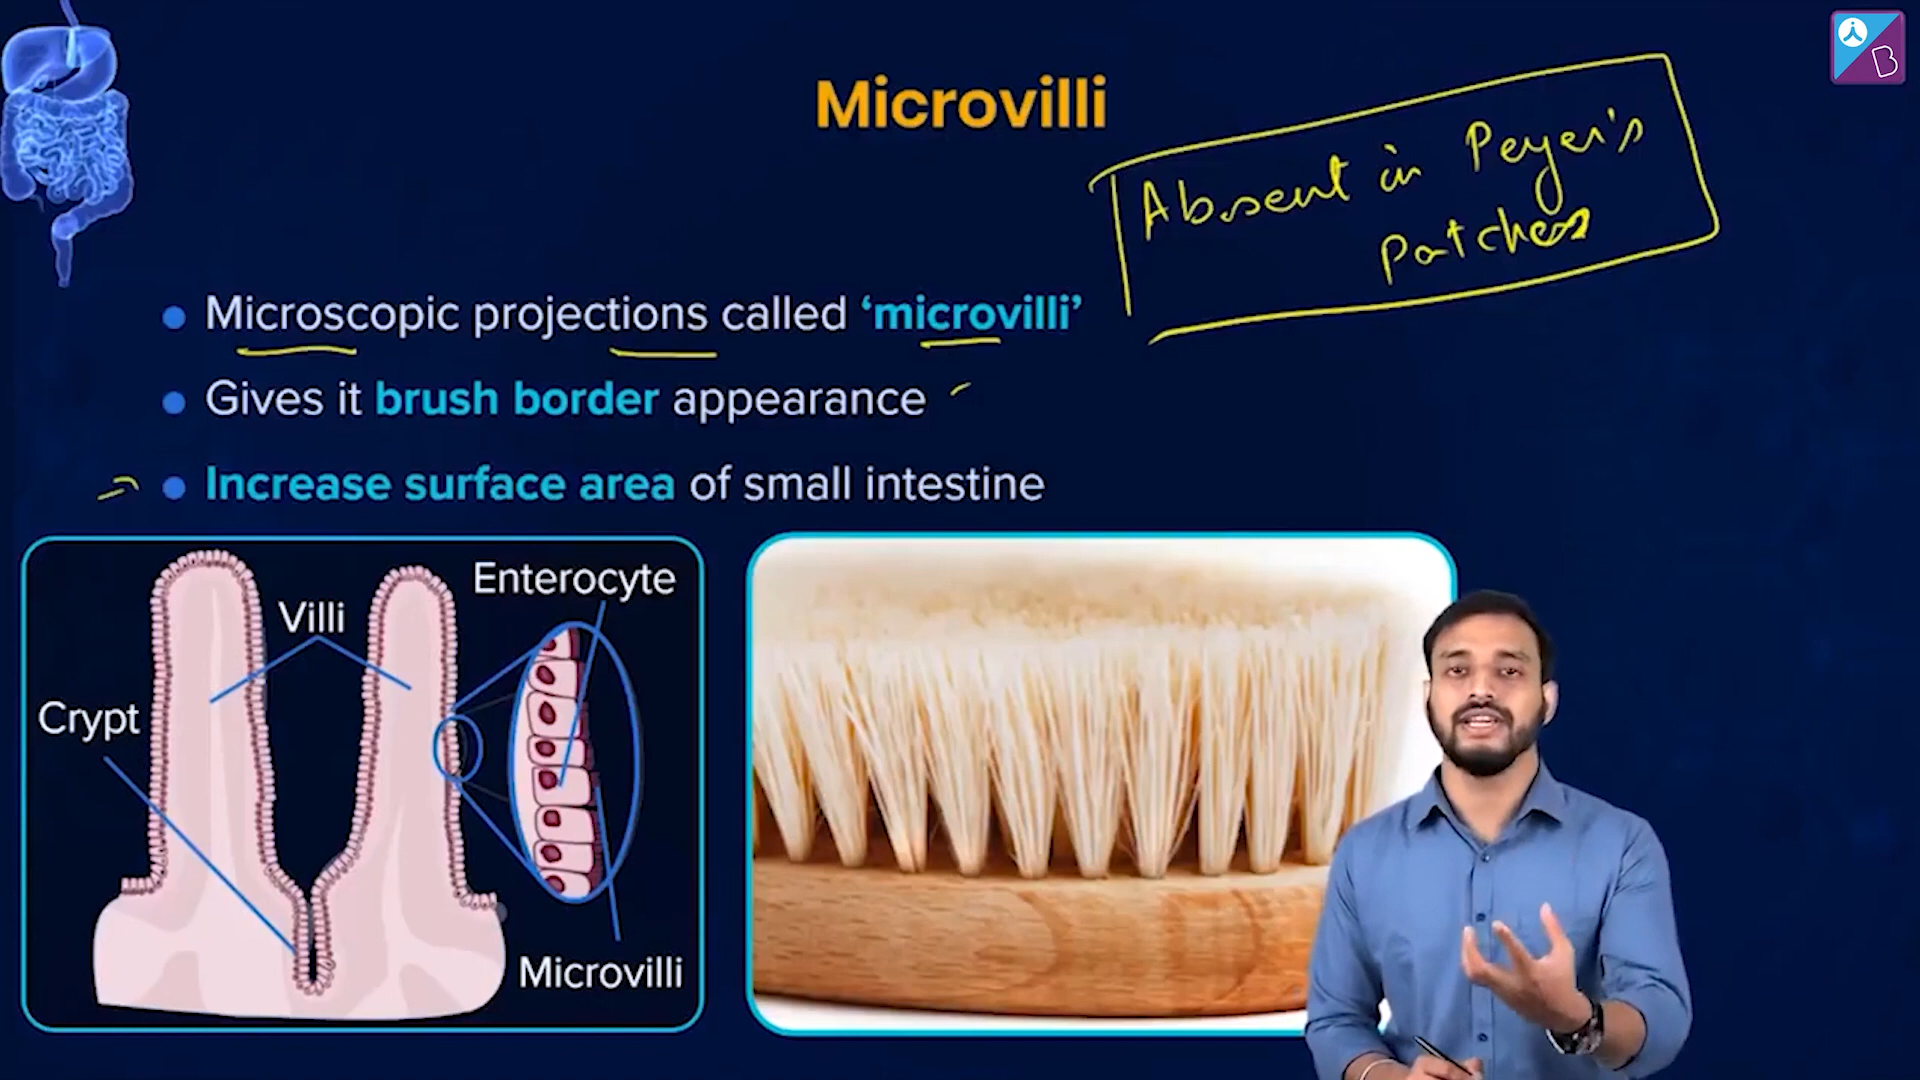 Microvilli
Absent in Peyer's
Patches
Microscopic projections called ‘microvilli’
Gives it brush border appearance
Increase surface area of small intestine
Enterocyte
Villi
Crypt
Microvilli
B